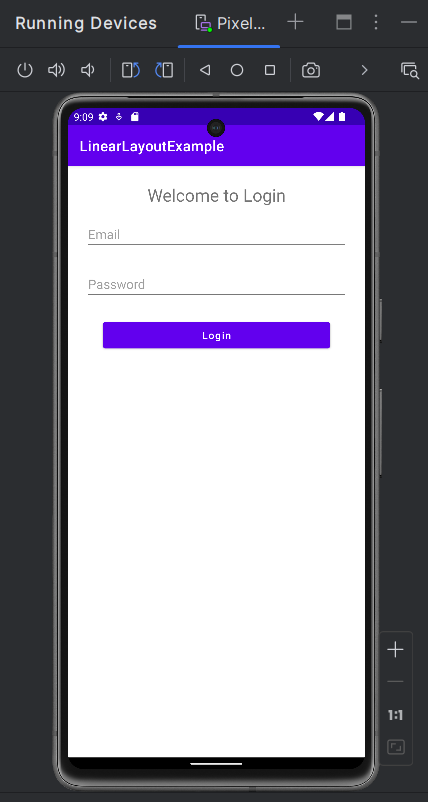 Running Devices
Pixel...
9:09
LinearLayoutExample
Welcome to Login
Email
Password
Login
1:1